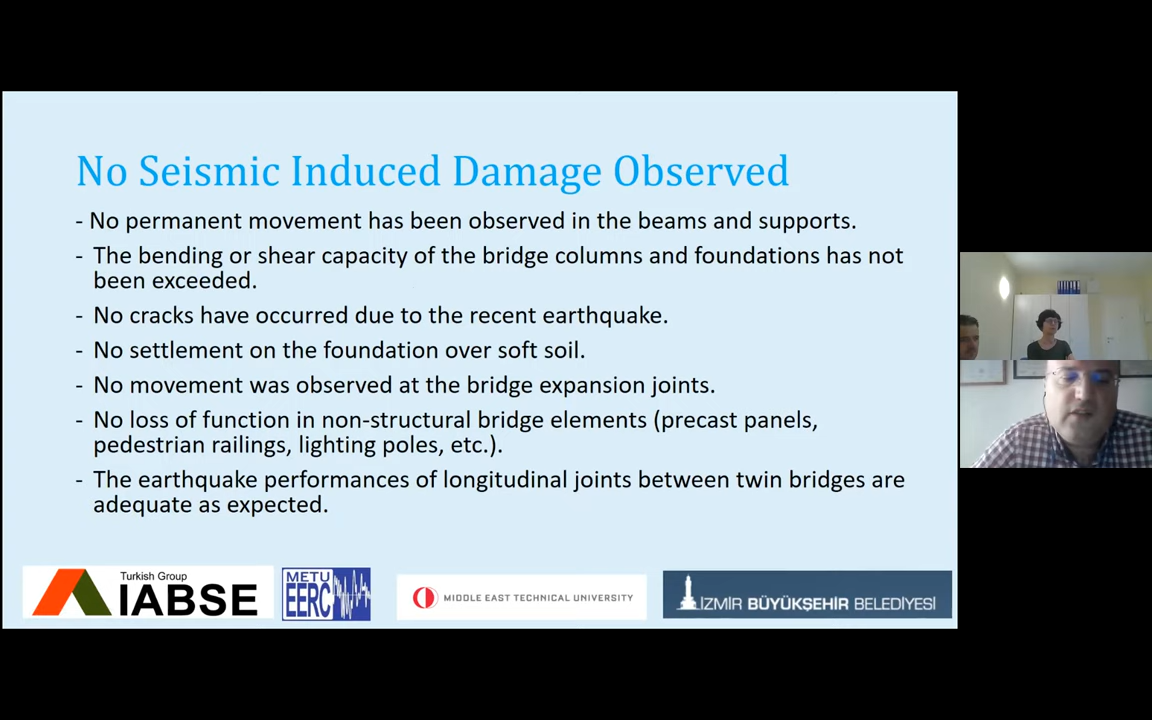 No Seismic Induced Damage Observed
- No permanent movement has been observed in the beams and supports.
- The bending or shear capacity of the bridge columns and foundations has not
been exceeded.
- No cracks have occurred due to the recent earthquake.
- No settlement on the foundation over soft soil.
- No movement was observed at the bridge expansion joints.
- No loss of function in non-structural bridge elements (precast panels,
pedestrian railings, lighting poles, etc.).
- The earthquake performances of longitudinal joints between twin bridges are
adequate as expected.
Turkish Group
IABSE
METU
EERC
MIDDLE EAST TECHNICAL UNIVERSITY
İZMİR BÜYÜKŞEHİR BELEDİYESİ